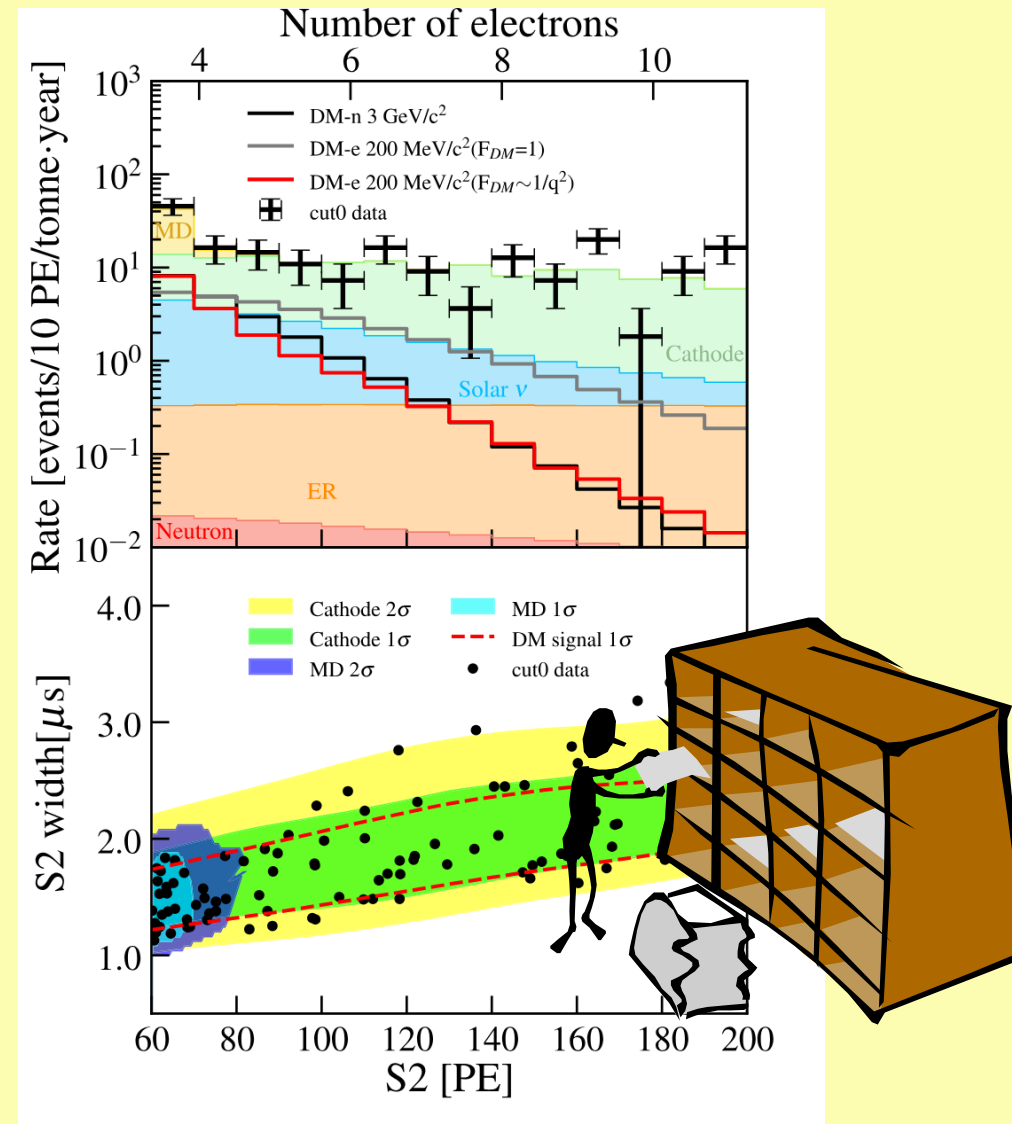 Number of electrons
4 6 8 10
10³
10²
10¹
10⁰
10⁻¹
10⁻²
Rate [events/10 PE/tonne·year]
DM-n 3 GeV/c²
DM-e 200 MeV/c²(F_DM=1)
DM-e 200 MeV/c²(F_DM∼1/q²)
cut0 data
MD
Cathode
Solar ν
ER
Neutron
4.0
3.0
2.0
1.0
S2 width[μs]
Cathode 2σ
Cathode 1σ
MD 2σ
MD 1σ
DM signal 1σ
cut0 data
60 80 100 120 140 160 180 200
S2 [PE]